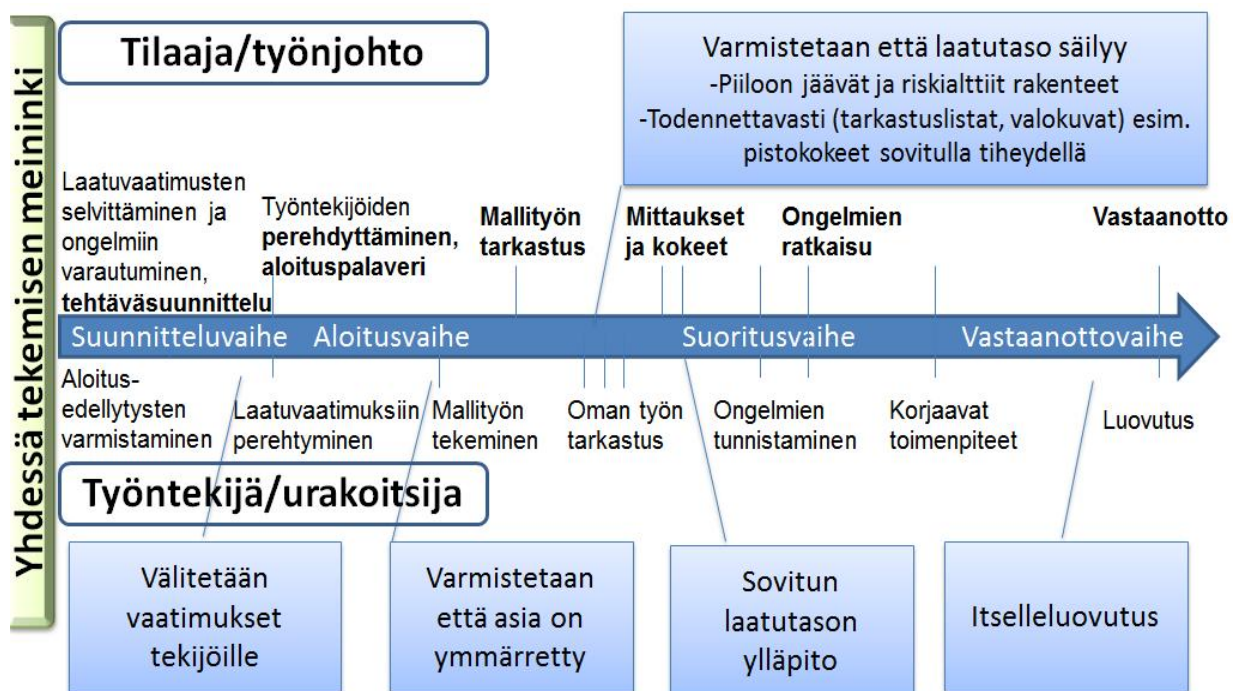 Yhdessä tekemisen meininki
Tilaaja/työnjohto
Varmistetaan että laatutaso säilyy
-Piiloon jäävät ja riskialttiit rakenteet
-Todennettavasti (tarkastuslistat, valokuvat) esim.
pistokokeet sovitulla tiheydellä
Laatuvaatimusten
selvittäminen ja
ongelmiin
varautuminen,
tehtäväsuunnittelu
Työntekijöiden
perehdyttäminen,
aloituspalaveri
Mallityön
tarkastus
Mittaukset
ja kokeet
Ongelmien
ratkaisu
Vastaanotto
Suunnitteluvaihe
Aloitusvaihe
Suoritusvaihe
Vastaanottovaihe
Aloitus-
edellytysten
varmistaminen
Laatuvaatimuksiin
perehtyminen
Mallityön
tekeminen
Oman työn
tarkastus
Ongelmien
tunnistaminen
Korjaavat
toimenpiteet
Luovutus
Työntekijä/urakoitsija
Välitetään
vaatimukset
tekijöille
Varmistetaan
että asia on
ymmärretty
Sovitun
laatutason
ylläpito
Itselleluovutus